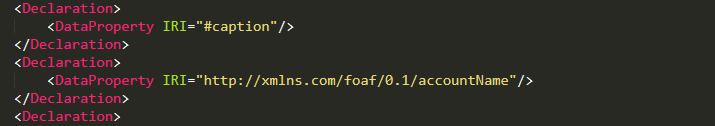 <Declaration>
    <DataProperty IRI="#caption"/>
</Declaration>
<Declaration>
    <DataProperty IRI="http://xmlns.com/foaf/0.1/accountName"/>
</Declaration>
<Declaration>